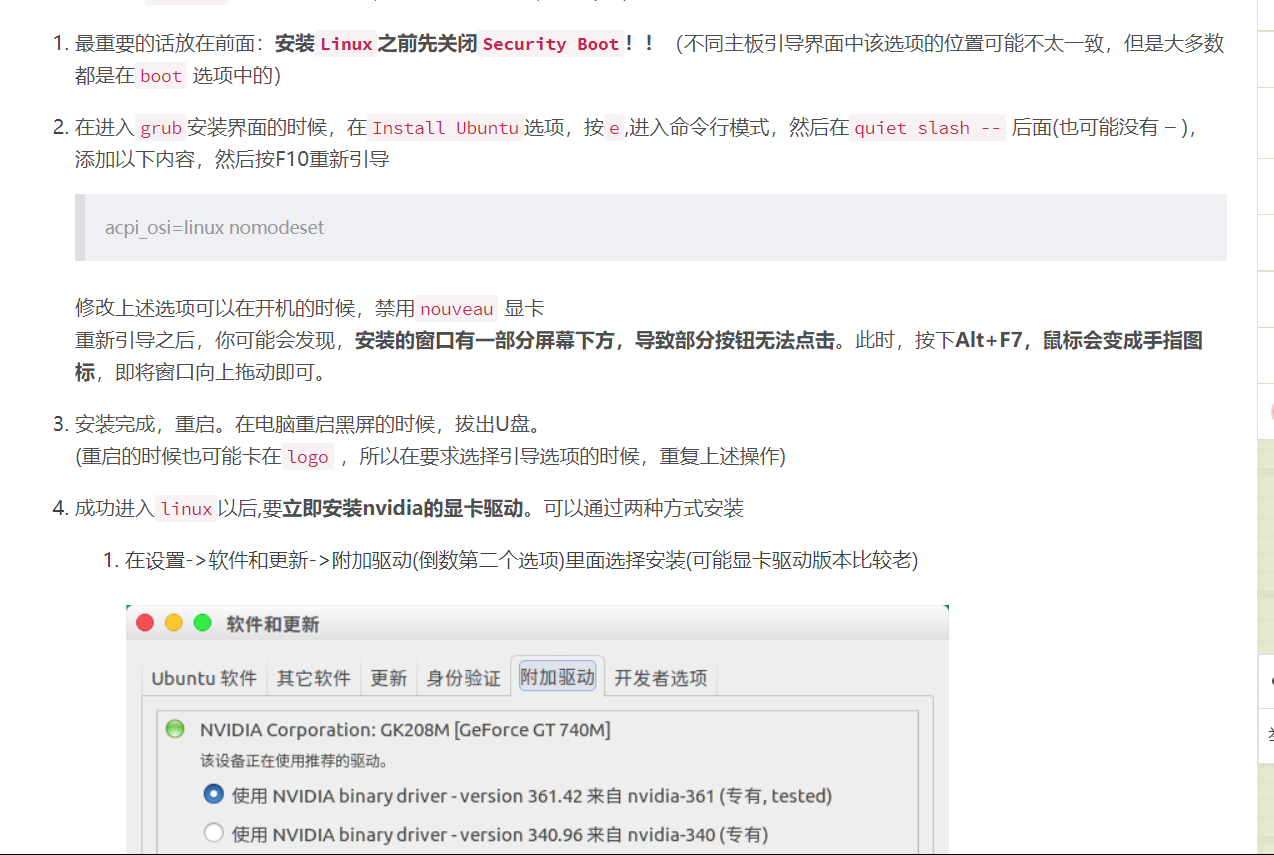 1. 最重要的话放在前面：安装 Linux 之前先关闭 Security Boot！！（不同主板引导界面中该选项的位置可能不太一致，但是大多数
都是在 boot 选项中的）
2. 在进入 grub 安装界面的时候，在 Install Ubuntu 选项，按 e ,进入命令行模式，然后在 quiet slash -- 后面(也可能没有 – )，
添加以下内容，然后按F10重新引导
acpi_osi=linux nomodeset
修改上述选项可以在开机的时候，禁用 nouveau 显卡
重新引导之后，你可能会发现，安装的窗口有一部分屏幕下方，导致部分按钮无法点击。此时，按下Alt+F7，鼠标会变成手指图
标，即将窗口向上拖动即可。
3. 安装完成，重启。在电脑重启黑屏的时候，拔出U盘。
(重启的时候也可能卡在 logo ，所以在要求选择引导选项的时候，重复上述操作)
4. 成功进入 linux 以后,要立即安装nvidia的显卡驱动。可以通过两种方式安装
1. 在设置->软件和更新->附加驱动(倒数第二个选项)里面选择安装(可能显卡驱动版本比较老)
软件和更新
Ubuntu 软件 其它软件 更新 身份验证 附加驱动 开发者选项
NVIDIA Corporation: GK208M [GeForce GT 740M]
该设备正在使用推荐的驱动。
使用 NVIDIA binary driver - version 361.42 来自 nvidia-361 (专有, tested)
使用 NVIDIA binary driver - version 340.96 来自 nvidia-340 (专有)